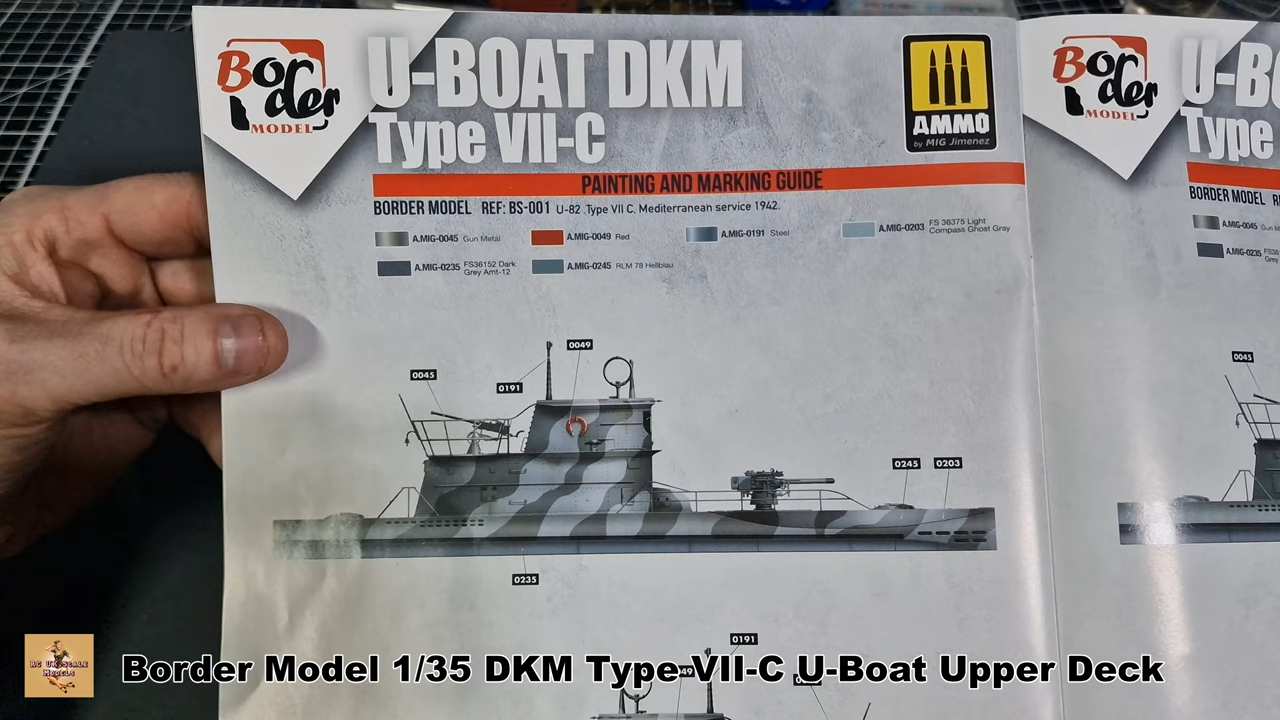 Border
MODEL
U-BOAT DKM
Type VII-C
AMMO
by MIG Jimenez
PAINTING AND MARKING GUIDE
BORDER MODEL REF: BS-001 U-82 Type VII C. Mediterranean service 1942.
A.MIG-0045 Gun Metal
A.MIG-0049 Red
A.MIG-0191 Steel
A.MIG-0203 FS 36375 Light
Compass Ghost Gray
A.MIG-0235 FS36152 Dark
Grey Amt-12
A.MIG-0245 RLM 78 Hellblau
0049
0045
0191
0245
0203
0235
0191
Border
MODEL
Type
BORDER MODEL
A.MIG-0045
A.MIG-0235
0045
RC UK SCALE
MODELS
Border Model 1/35 DKM Type VII-C U-Boat Upper Deck